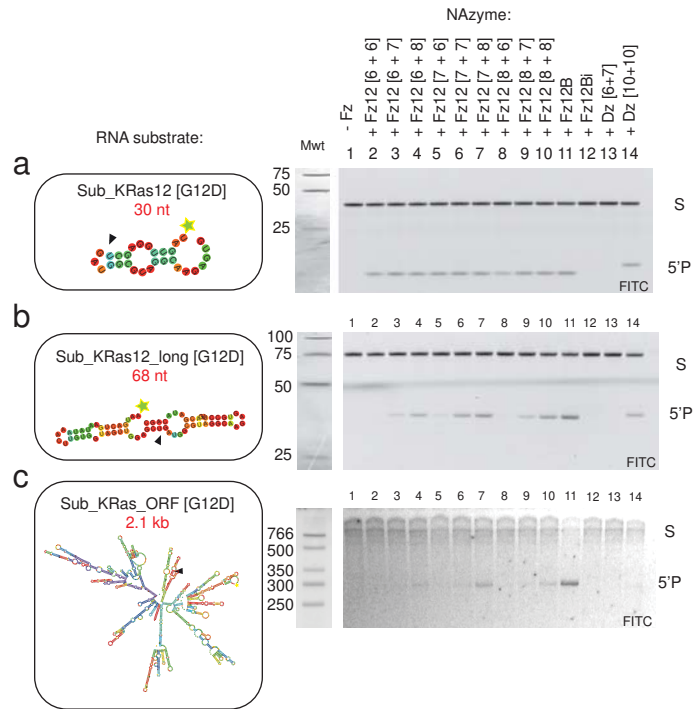 NAzyme:
RNA substrate:
Mwt
- Fz
+ Fz12 [6 + 6]
+ Fz12 [6 + 7]
+ Fz12 [6 + 8]
+ Fz12 [7 + 6]
+ Fz12 [7 + 7]
+ Fz12 [7 + 8]
+ Fz12 [8 + 6]
+ Fz12 [8 + 7]
+ Fz12 [8 + 8]
+ Fz12B
+ Fz12Bi
+ Dz [6+7]
+ Dz [10+10]
1 2 3 4 5 6 7 8 9 10 11 12 13 14
a
Sub_KRas12 [G12D]
30 nt
75
50
25
S
5'P
FITC
b
Sub_KRas12_long [G12D]
68 nt
100
75
50
25
1 2 3 4 5 6 7 8 9 10 11 12 13 14
S
5'P
FITC
c
Sub_KRas_ORF [G12D]
2.1 kb
766
500
350
300
250
1 2 3 4 5 6 7 8 9 10 11 12 13 14
S
5'P
FITC